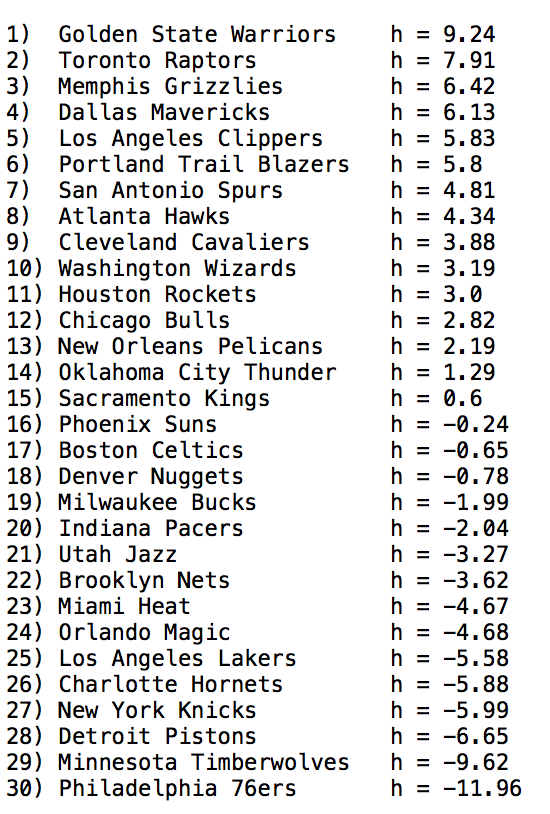 1)  Golden State Warriors    h = 9.24
2)  Toronto Raptors          h = 7.91
3)  Memphis Grizzlies        h = 6.42
4)  Dallas Mavericks         h = 6.13
5)  Los Angeles Clippers     h = 5.83
6)  Portland Trail Blazers   h = 5.8
7)  San Antonio Spurs        h = 4.81
8)  Atlanta Hawks            h = 4.34
9)  Cleveland Cavaliers      h = 3.88
10) Washington Wizards       h = 3.19
11) Houston Rockets          h = 3.0
12) Chicago Bulls            h = 2.82
13) New Orleans Pelicans     h = 2.19
14) Oklahoma City Thunder    h = 1.29
15) Sacramento Kings         h = 0.6
16) Phoenix Suns             h = -0.24
17) Boston Celtics           h = -0.65
18) Denver Nuggets           h = -0.78
19) Milwaukee Bucks          h = -1.99
20) Indiana Pacers           h = -2.04
21) Utah Jazz                h = -3.27
22) Brooklyn Nets            h = -3.62
23) Miami Heat               h = -4.67
24) Orlando Magic            h = -4.68
25) Los Angeles Lakers       h = -5.58
26) Charlotte Hornets        h = -5.88
27) New York Knicks          h = -5.99
28) Detroit Pistons          h = -6.65
29) Minnesota Timberwolves   h = -9.62
30) Philadelphia 76ers       h = -11.96